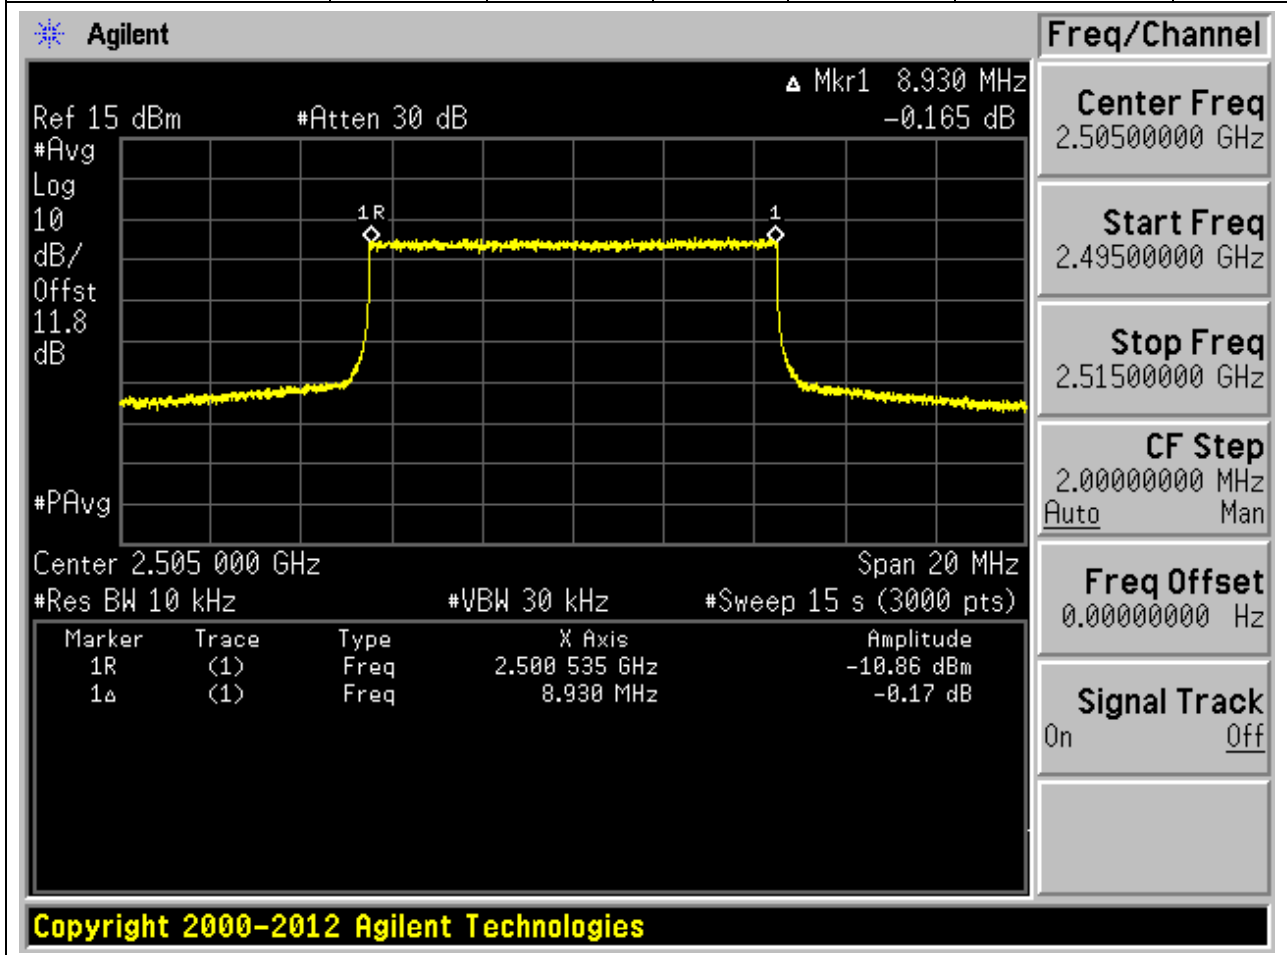 Agilent
Freq/Channel
Δ Mkr1 8.930 MHz
Ref 15 dBm #Atten 30 dB -0.165 dB
#Avg
Log
10
dB/
Offst
11.8
dB
1R 1
#PAvg
Center 2.505 000 GHz Span 20 MHz
#Res BW 10 kHz #VBW 30 kHz #Sweep 15 s (3000 pts)
Marker Trace Type X Axis Amplitude
1R (1) Freq 2.500 535 GHz -10.86 dBm
1Δ (1) Freq 8.930 MHz -0.17 dB
Center Freq
2.50500000 GHz
Start Freq
2.49500000 GHz
Stop Freq
2.51500000 GHz
CF Step
2.00000000 MHz
Auto Man
Freq Offset
0.00000000 Hz
Signal Track
On Off
Copyright 2000-2012 Agilent Technologies